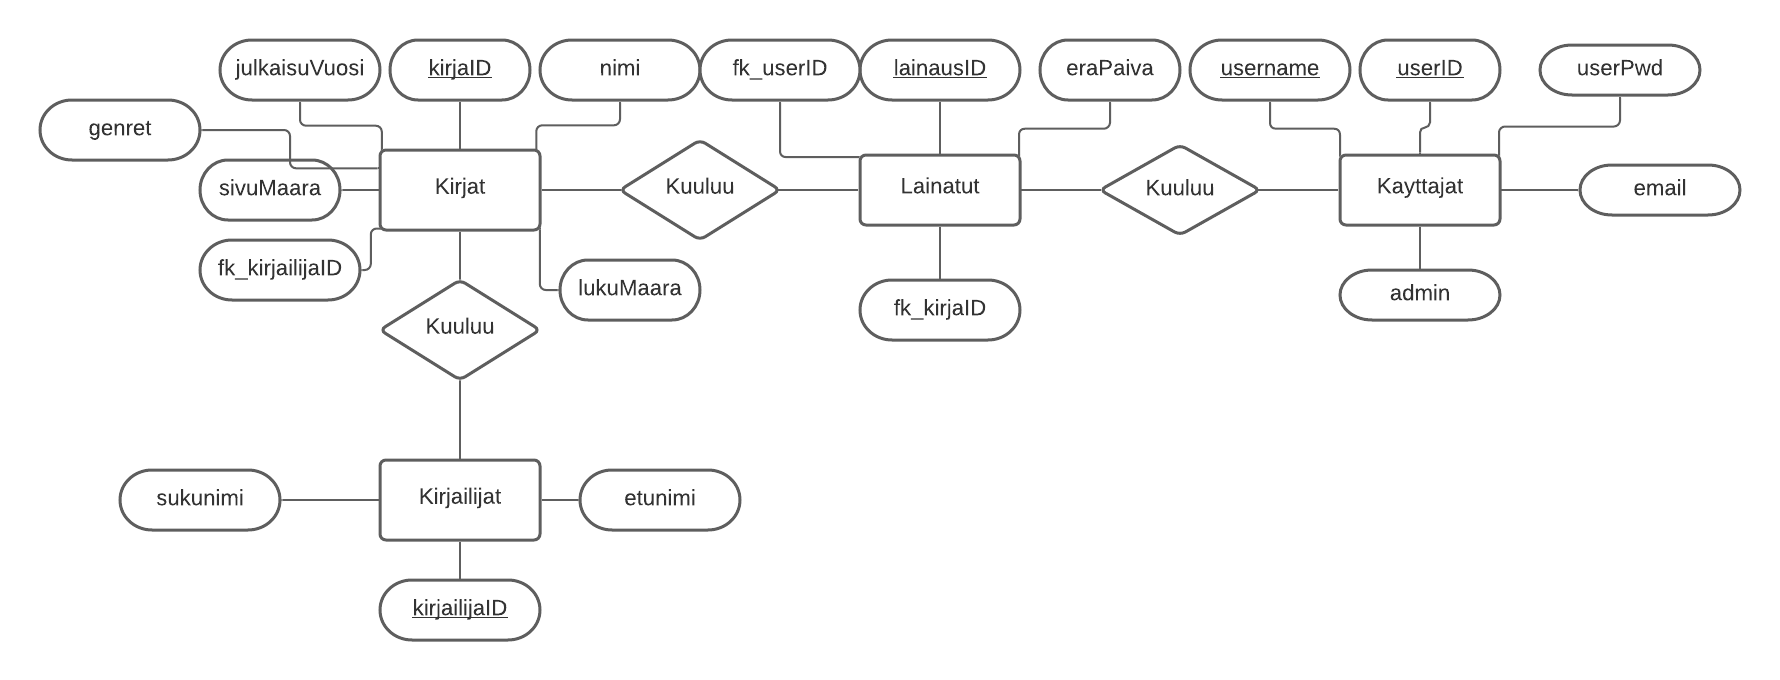 julkaisuVuosi
kirjaID
nimi
fk_userID
lainausID
eraPaiva
username
userID
userPwd
genret
sivuMaara
Kirjat
Kuuluu
Lainatut
Kuuluu
Kayttajat
email
fk_kirjailijaID
lukuMaara
fk_kirjaID
admin
Kuuluu
sukunimi
Kirjailijat
etunimi
kirjailijaID